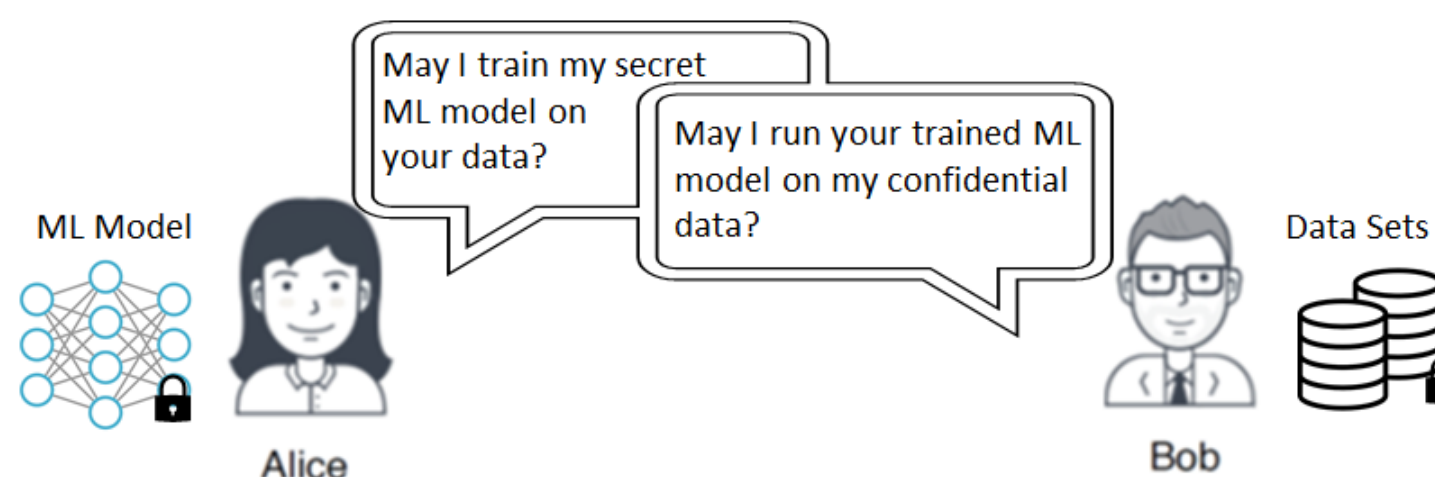 May I train my secret
ML model on
your data?
May I run your trained ML
model on my confidential
data?
ML Model
Data Sets
Alice
Bob